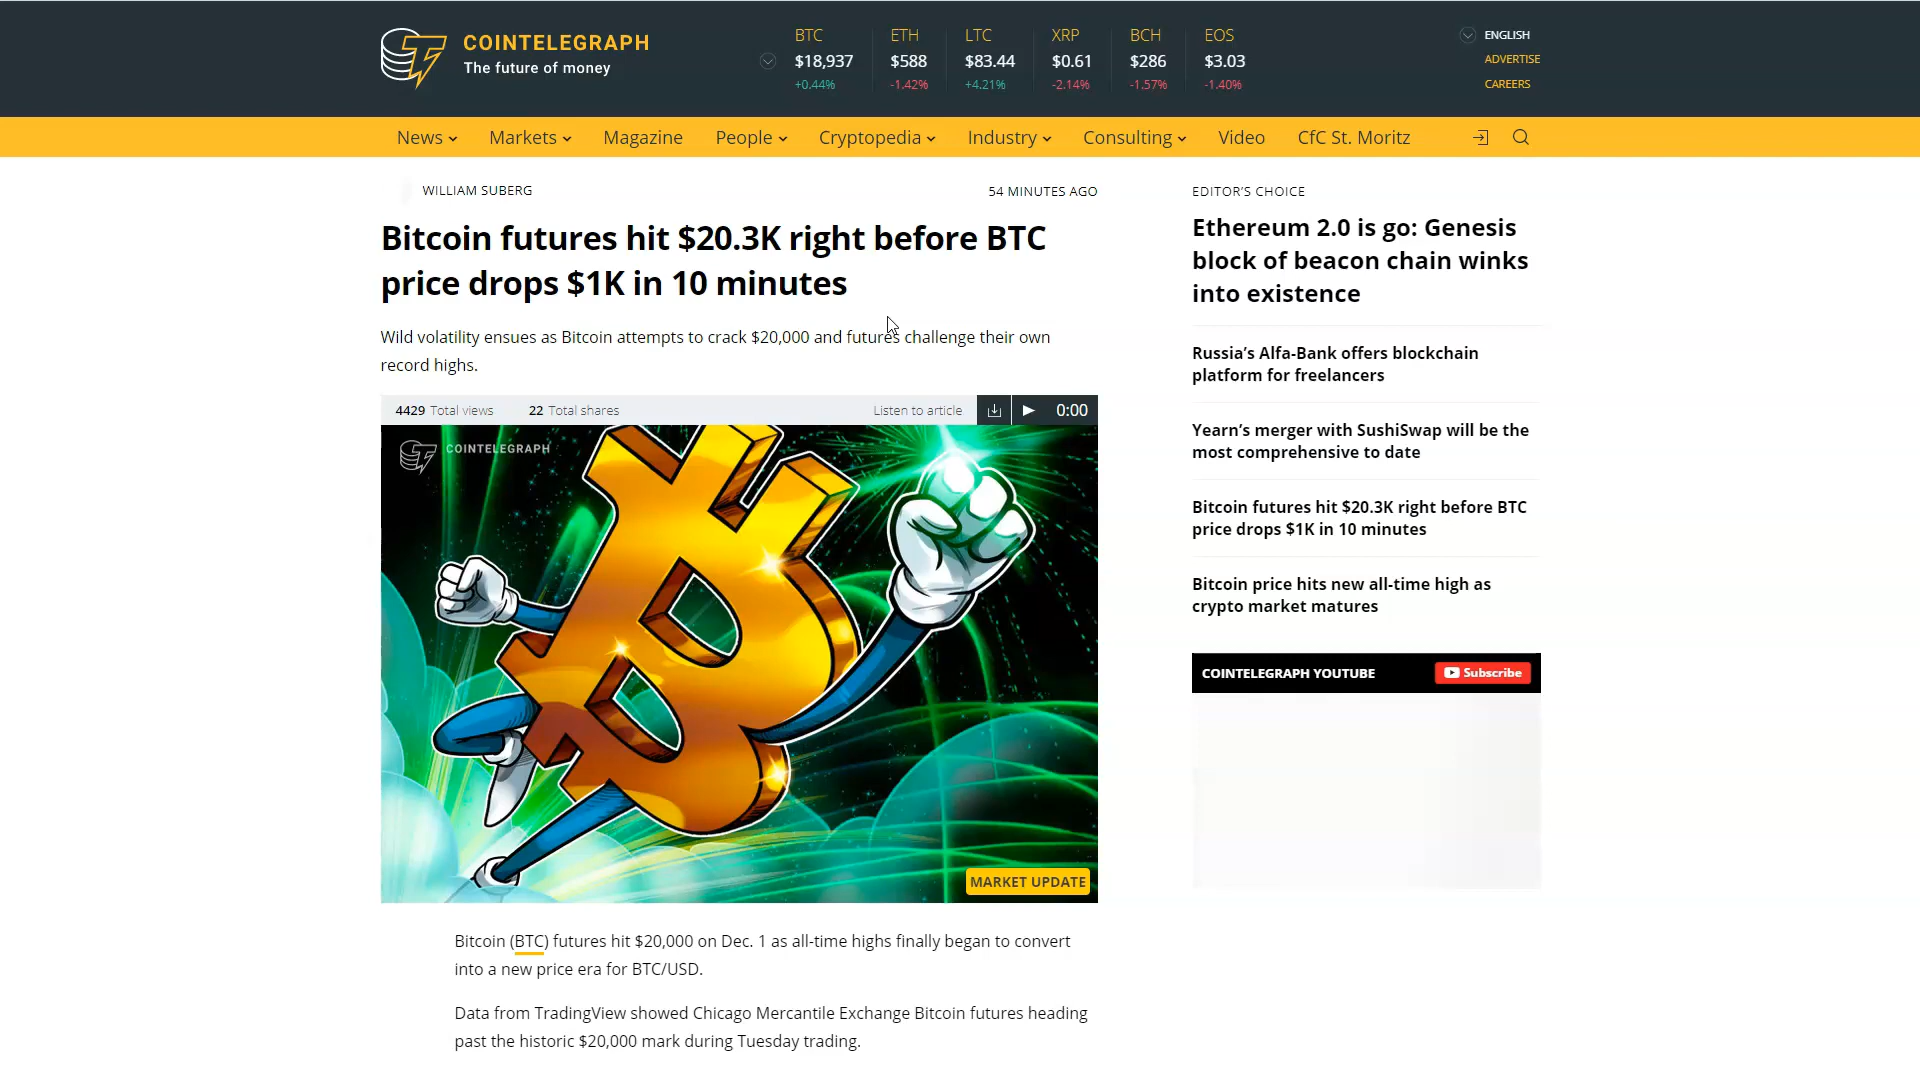 COINTELEGRAPH
The future of money
BTC ETH LTC XRP BCH EOS
$18,937 $588 $83.44 $0.61 $286 $3.03
+0.44% -1.42% +4.21% -2.14% -1.57% -1.40%
ENGLISH
ADVERTISE
CAREERS
News Markets Magazine People Cryptopedia Industry Consulting Video CfC St. Moritz
WILLIAM SUBERG 54 MINUTES AGO
Bitcoin futures hit $20.3K right before BTC
price drops $1K in 10 minutes
Wild volatility ensues as Bitcoin attempts to crack $20,000 and futures challenge their own
record highs.
4429 Total views 22 Total shares Listen to article 0:00
COINTELEGRAPH
MARKET UPDATE
Bitcoin (BTC) futures hit $20,000 on Dec. 1 as all-time highs finally began to convert
into a new price era for BTC/USD.
Data from TradingView showed Chicago Mercantile Exchange Bitcoin futures heading
past the historic $20,000 mark during Tuesday trading.
EDITOR'S CHOICE
Ethereum 2.0 is go: Genesis
block of beacon chain winks
into existence
Russia's Alfa-Bank offers blockchain
platform for freelancers
Yearn's merger with SushiSwap will be the
most comprehensive to date
Bitcoin futures hit $20.3K right before BTC
price drops $1K in 10 minutes
Bitcoin price hits new all-time high as
crypto market matures
COINTELEGRAPH YOUTUBE Subscribe